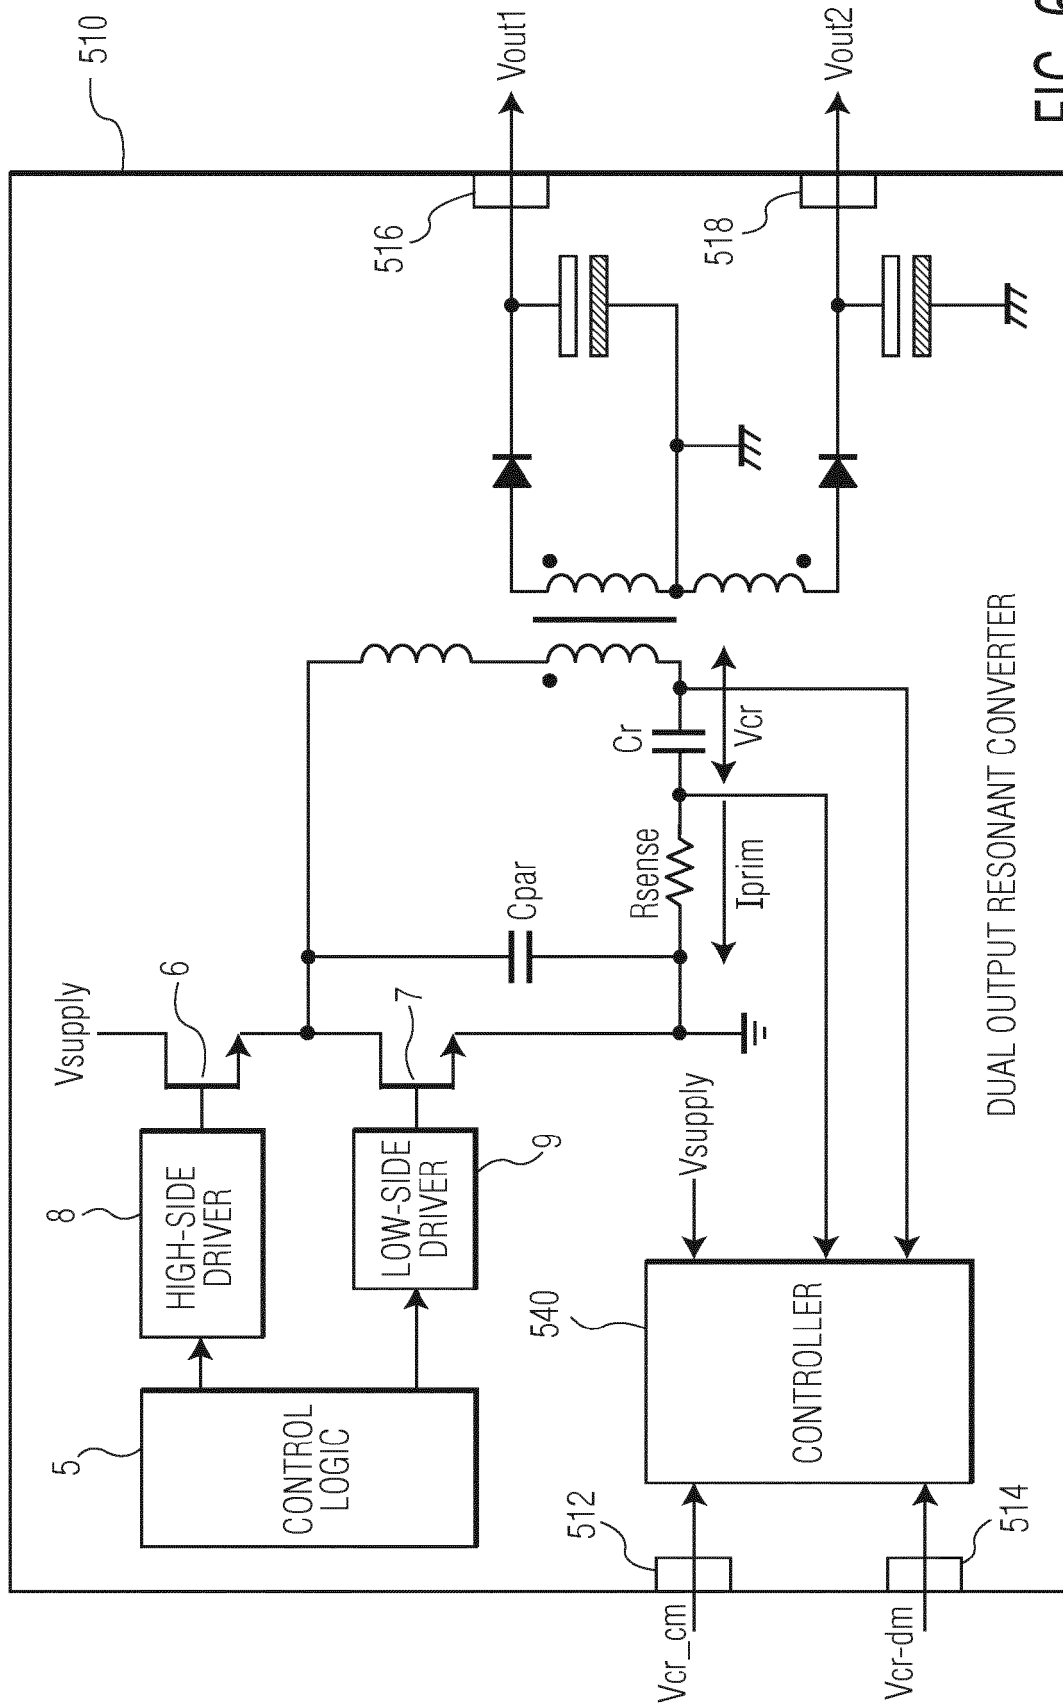 510
Vsupply
6
8
HIGH-SIDE
DRIVER
5
CONTROL
LOGIC
7
LOW-SIDE
DRIVER
9
Cpar
Rsense
Iprim
Cr
Vcr
516
Vout1
518
Vout2
Vsupply
540
CONTROLLER
512
Vcr_cm
514
Vcr-dm
DUAL OUTPUT RESONANT CONVERTER
FIG.